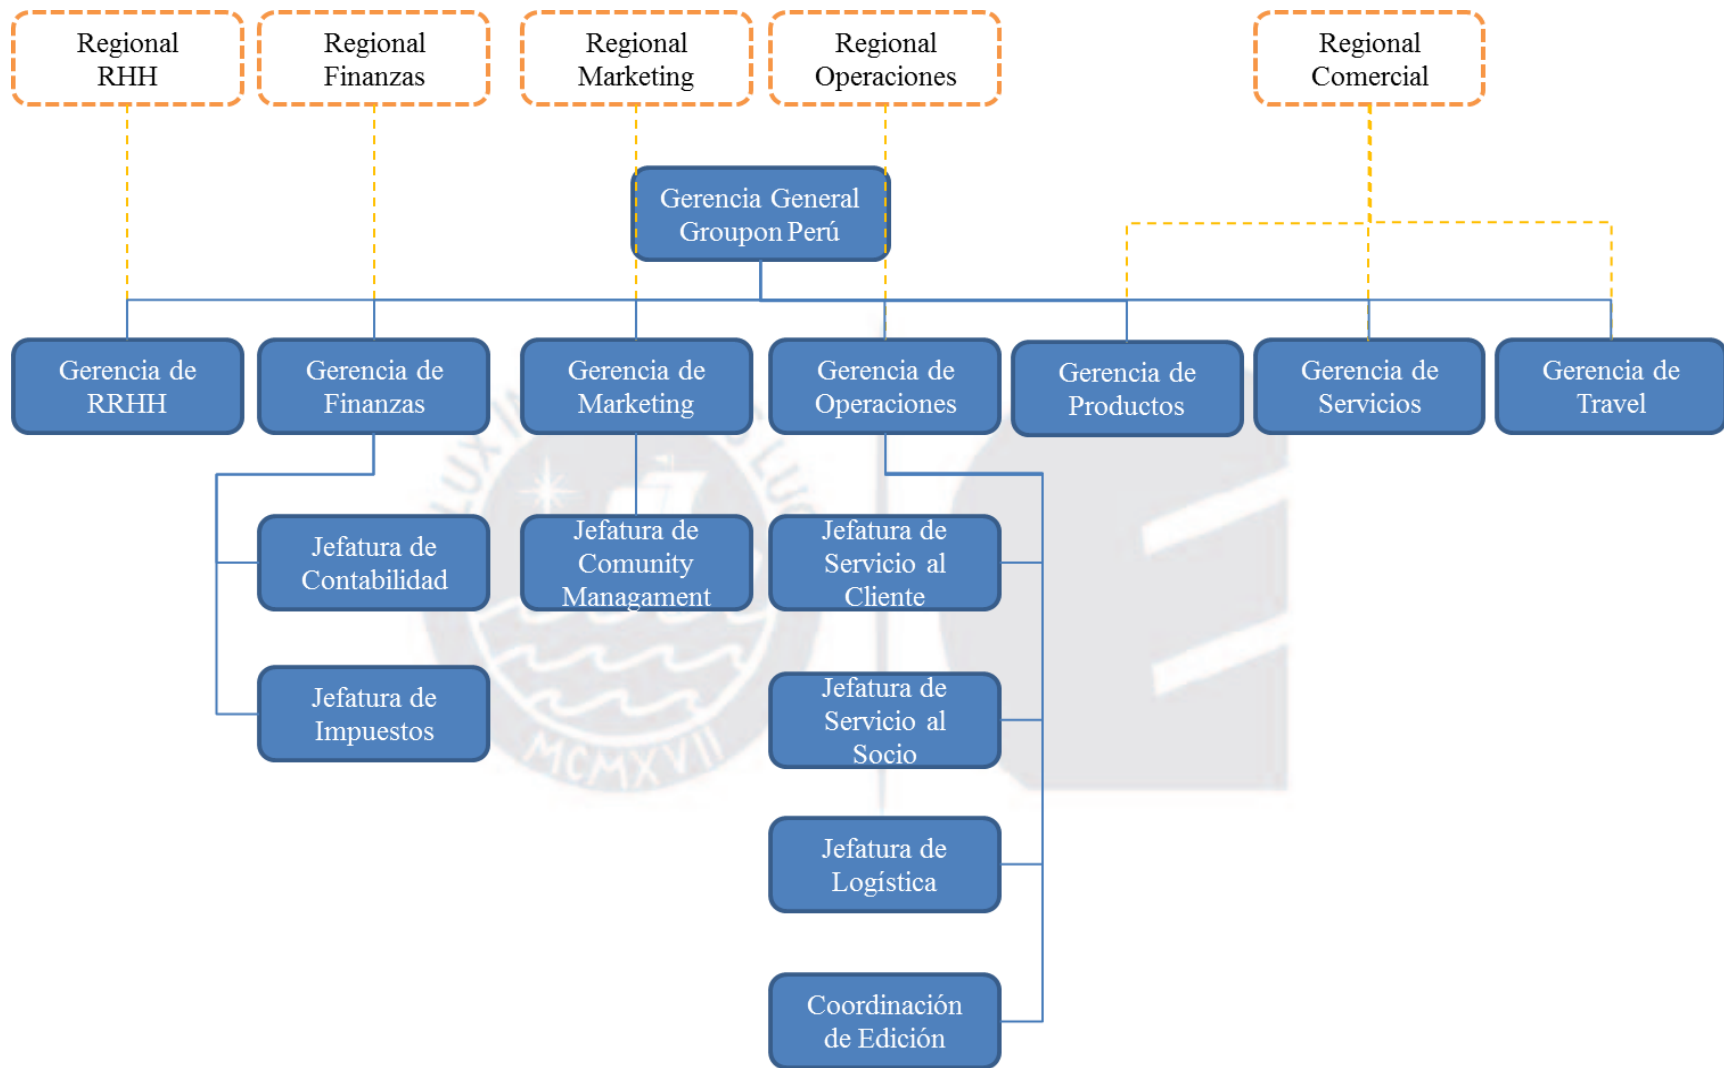 Regional
RHH
Regional
Finanzas
Regional
Marketing
Regional
Operaciones
Regional
Comercial
Gerencia General
Groupon Perú
Gerencia de
RRHH
Gerencia de
Finanzas
Gerencia de
Marketing
Gerencia de
Operaciones
Gerencia de
Productos
Gerencia de
Servicios
Gerencia de
Travel
Jefatura de
Contabilidad
Jefatura de
Impuestos
Jefatura de
Comunity
Managament
Jefatura de
Servicio al
Cliente
Jefatura de
Servicio al
Socio
Jefatura de
Logística
Coordinación
de Edición
MCMXVII